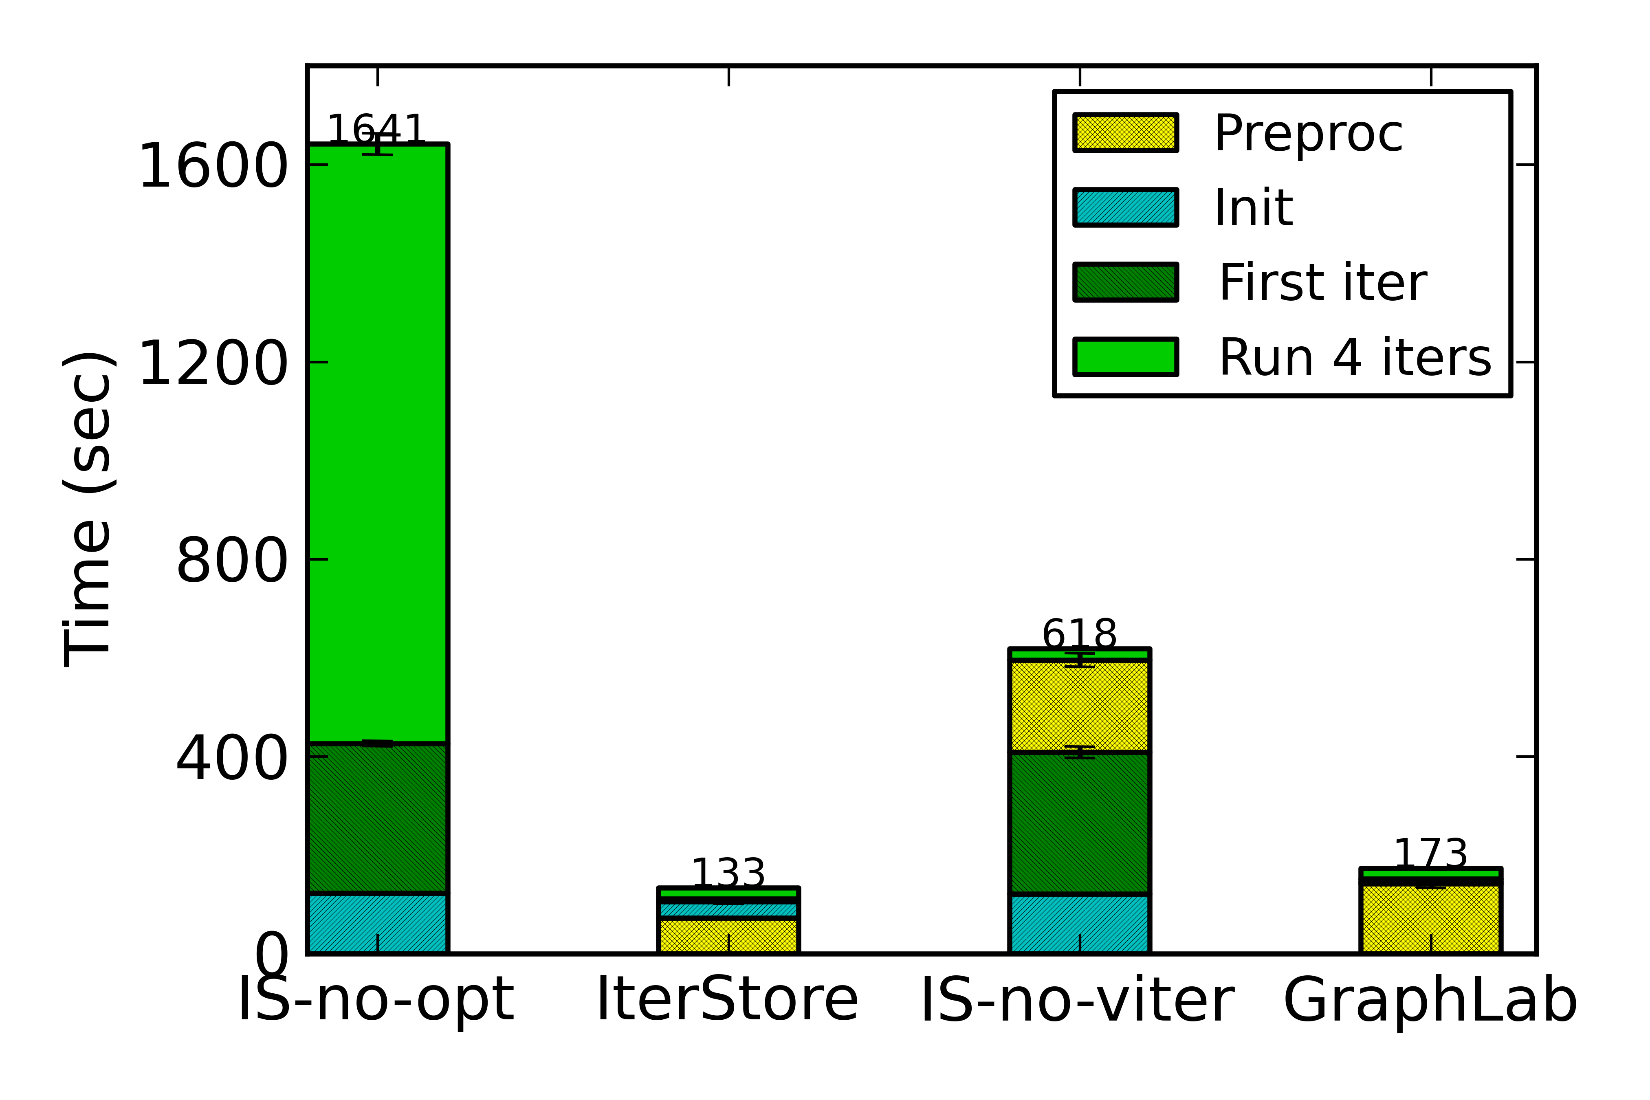 1641
1600
1200
800
400
0
Time (sec)
Preproc
Init
First iter
Run 4 iters
618
133
173
IS-no-opt
IterStore
IS-no-viter
GraphLab